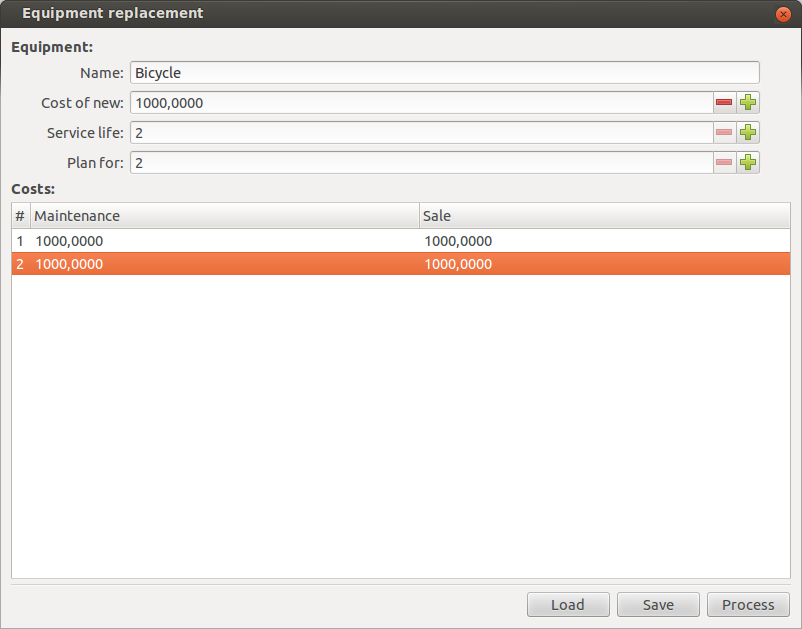 Equipment replacement
Equipment:
Name: Bicycle
Cost of new: 1000,0000
Service life: 2
Plan for: 2
Costs:
# Maintenance Sale
1 1000,0000 1000,0000
2 1000,0000 1000,0000
Load Save Process